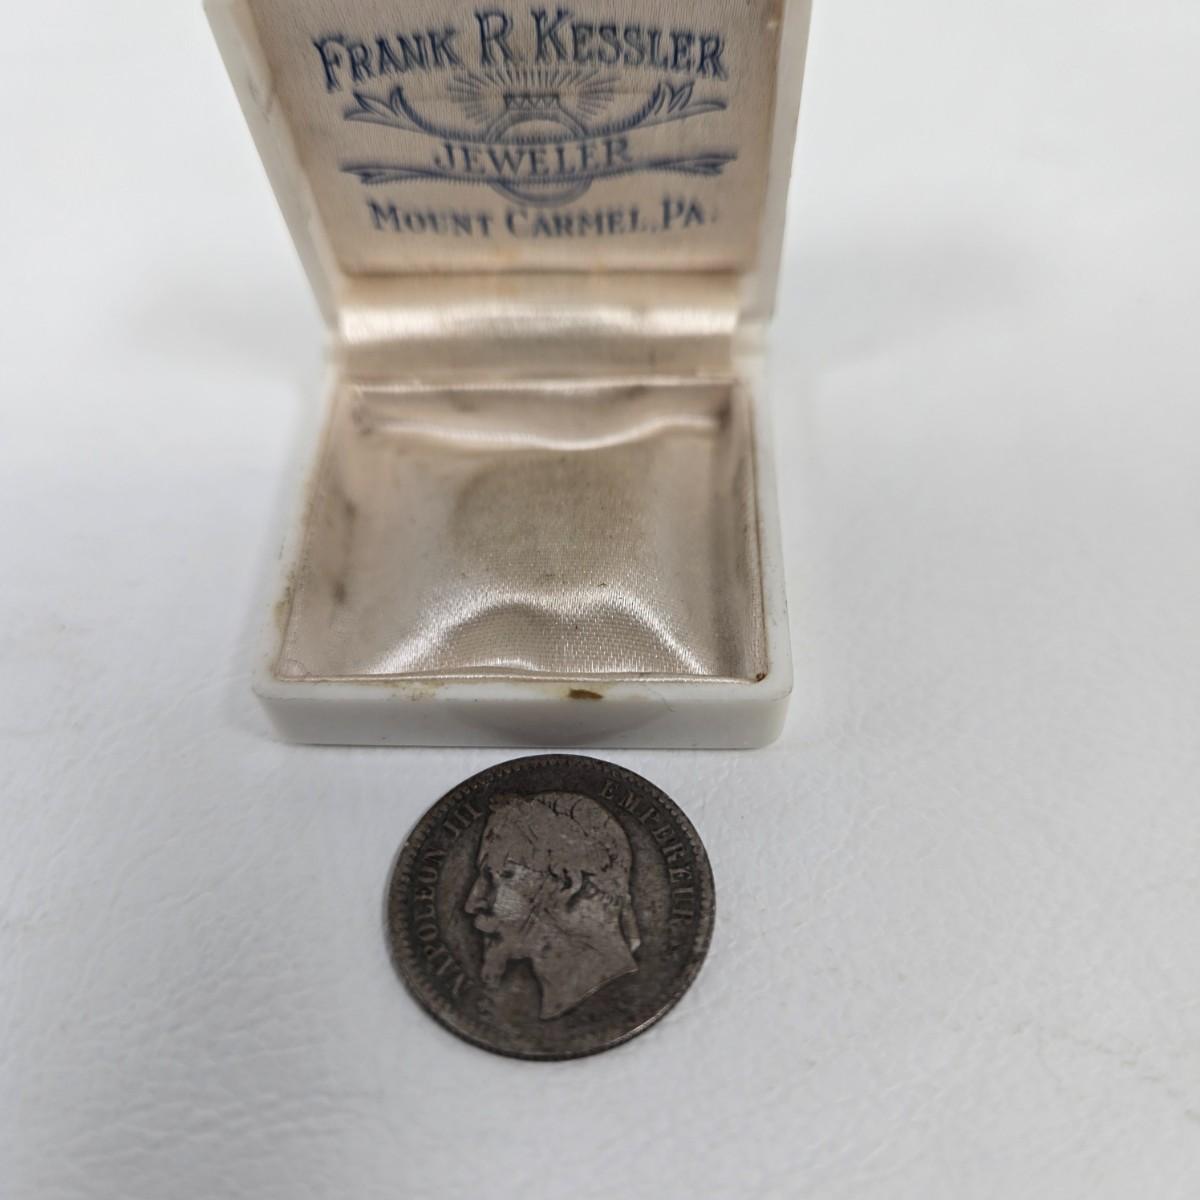 FRANK R KESSLER
JEWELER
MOUNT CARMEL, PA.
NAPOLEON III EMPEREUR